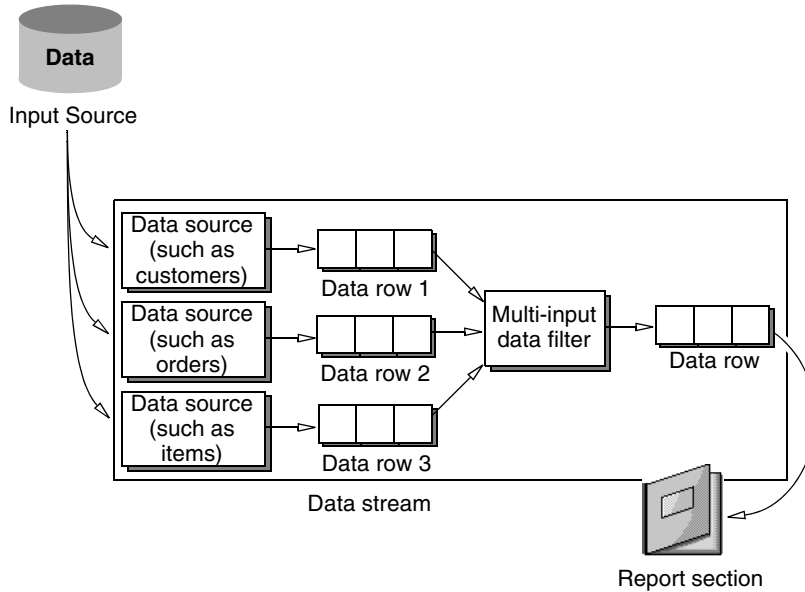 Data
Input Source
Data source
(such as
customers)
Data row 1
Data source
(such as
orders)
Data row 2
Data source
(such as
items)
Data row 3
Multi-input
data filter
Data row
Data stream
Report section